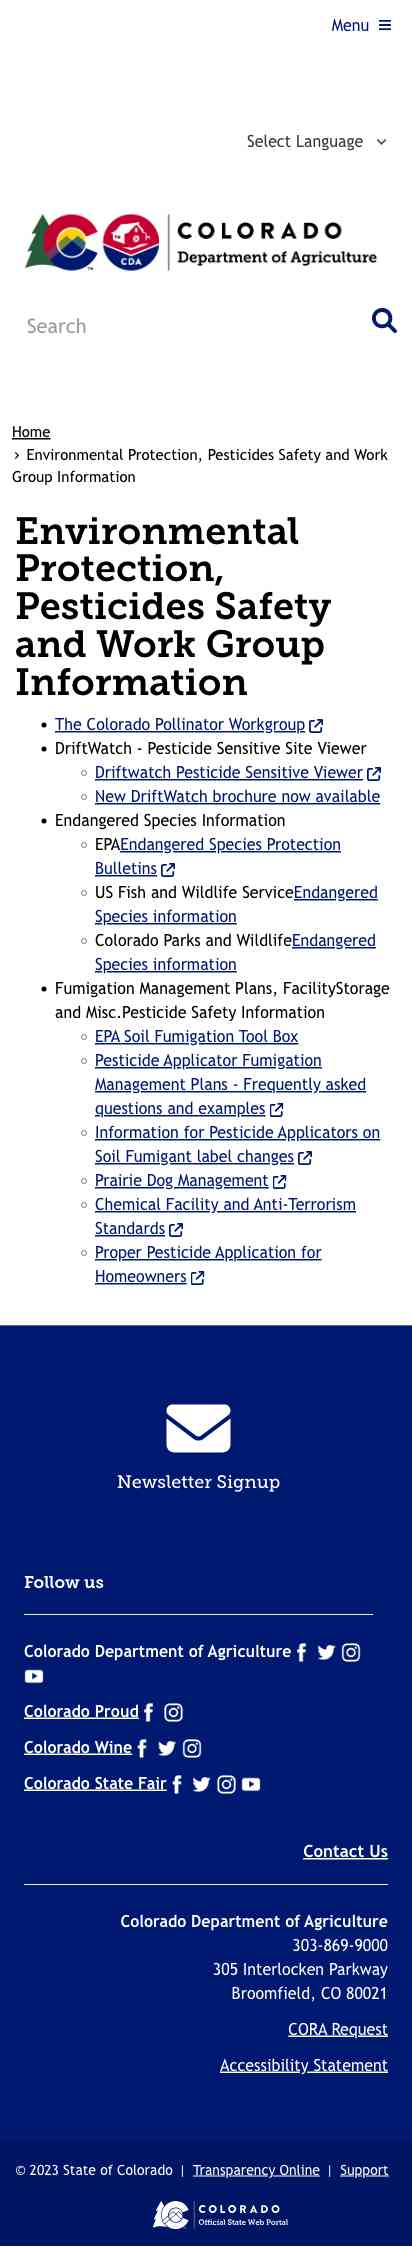 Menu
Select Language
CDA
COLORADO
Department of Agriculture
TM
Search
Home
› Environmental Protection, Pesticides Safety and Work
Group Information
Environmental
Protection,
Pesticides Safety
and Work Group
Information
• The Colorado Pollinator Workgroup
• DriftWatch - Pesticide Sensitive Site Viewer
◦ Driftwatch Pesticide Sensitive Viewer
◦ New DriftWatch brochure now available
• Endangered Species Information
◦ EPAEndangered Species Protection
Bulletins
◦ US Fish and Wildlife ServiceEndangered
Species information
◦ Colorado Parks and WildlifeEndangered
Species information
• Fumigation Management Plans, FacilityStorage
and Misc.Pesticide Safety Information
◦ EPA Soil Fumigation Tool Box
◦ Pesticide Applicator Fumigation
Management Plans - Frequently asked
questions and examples
◦ Information for Pesticide Applicators on
Soil Fumigant label changes
◦ Prairie Dog Management
◦ Chemical Facility and Anti-Terrorism
Standards
◦ Proper Pesticide Application for
Homeowners
Newsletter Signup
Follow us
Colorado Department of Agriculture
Colorado Proud
Colorado Wine
Colorado State Fair
Contact Us
Colorado Department of Agriculture
303-869-9000
305 Interlocken Parkway
Broomfield, CO 80021
CORA Request
Accessibility Statement
© 2023 State of Colorado | Transparency Online | Support
COLORADO
Official State Web Portal